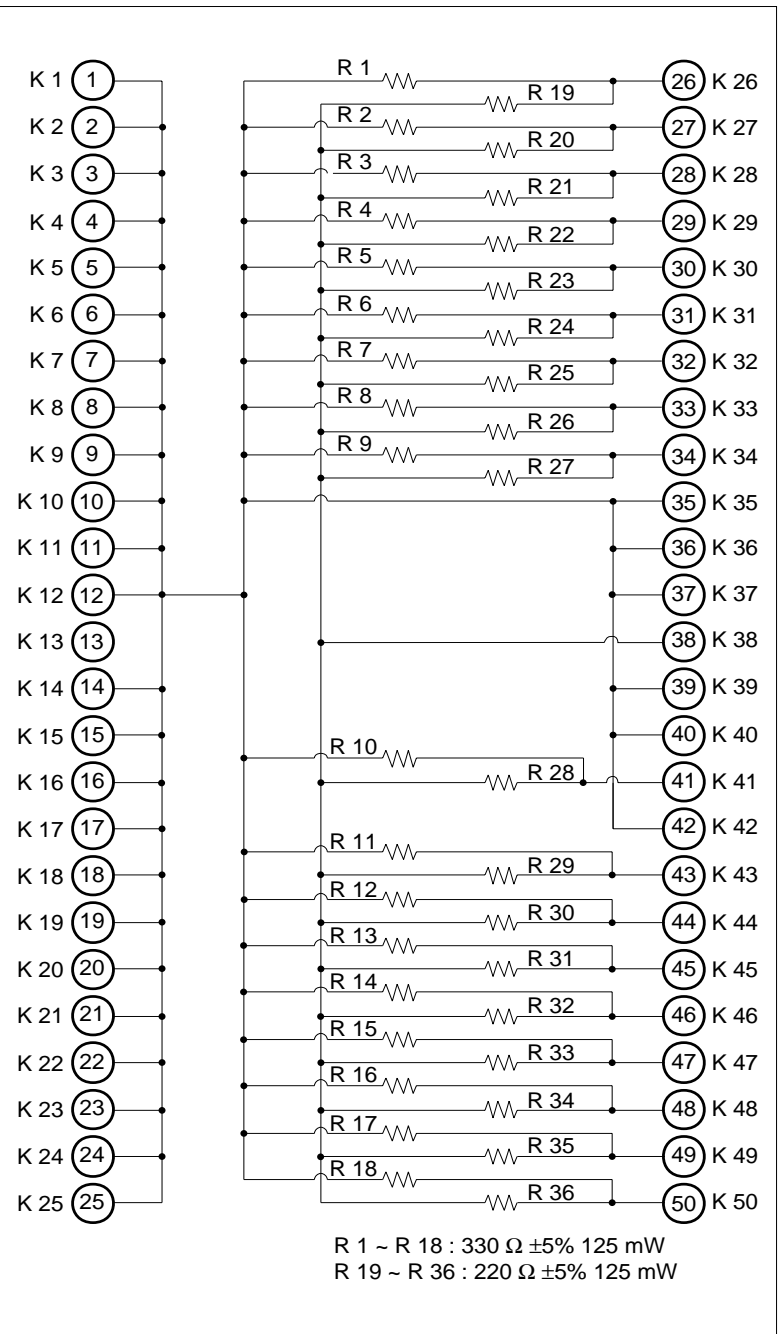 K 1 1 R 1 26 K 26
R 19
K 2 2 R 2 27 K 27
R 20
K 3 3 R 3 28 K 28
R 21
K 4 4 R 4 29 K 29
R 22
K 5 5 R 5 30 K 30
R 23
K 6 6 R 6 31 K 31
R 24
K 7 7 R 7 32 K 32
R 25
K 8 8 R 8 33 K 33
R 26
K 9 9 R 9 34 K 34
R 27
K 10 10 35 K 35
K 11 11 36 K 36
K 12 12 37 K 37
K 13 13 38 K 38
K 14 14 39 K 39
K 15 15 40 K 40
R 10
K 16 16 R 28 41 K 41
K 17 17 42 K 42
R 11
K 18 18 R 29 43 K 43
R 12
K 19 19 R 30 44 K 44
R 13
K 20 20 R 31 45 K 45
R 14
K 21 21 R 32 46 K 46
R 15
K 22 22 R 33 47 K 47
R 16
K 23 23 R 34 48 K 48
R 17
K 24 24 R 35 49 K 49
R 18
K 25 25 R 36 50 K 50
R 1 ~ R 18 : 330 Ω ±5% 125 mW
R 19 ~ R 36 : 220 Ω ±5% 125 mW